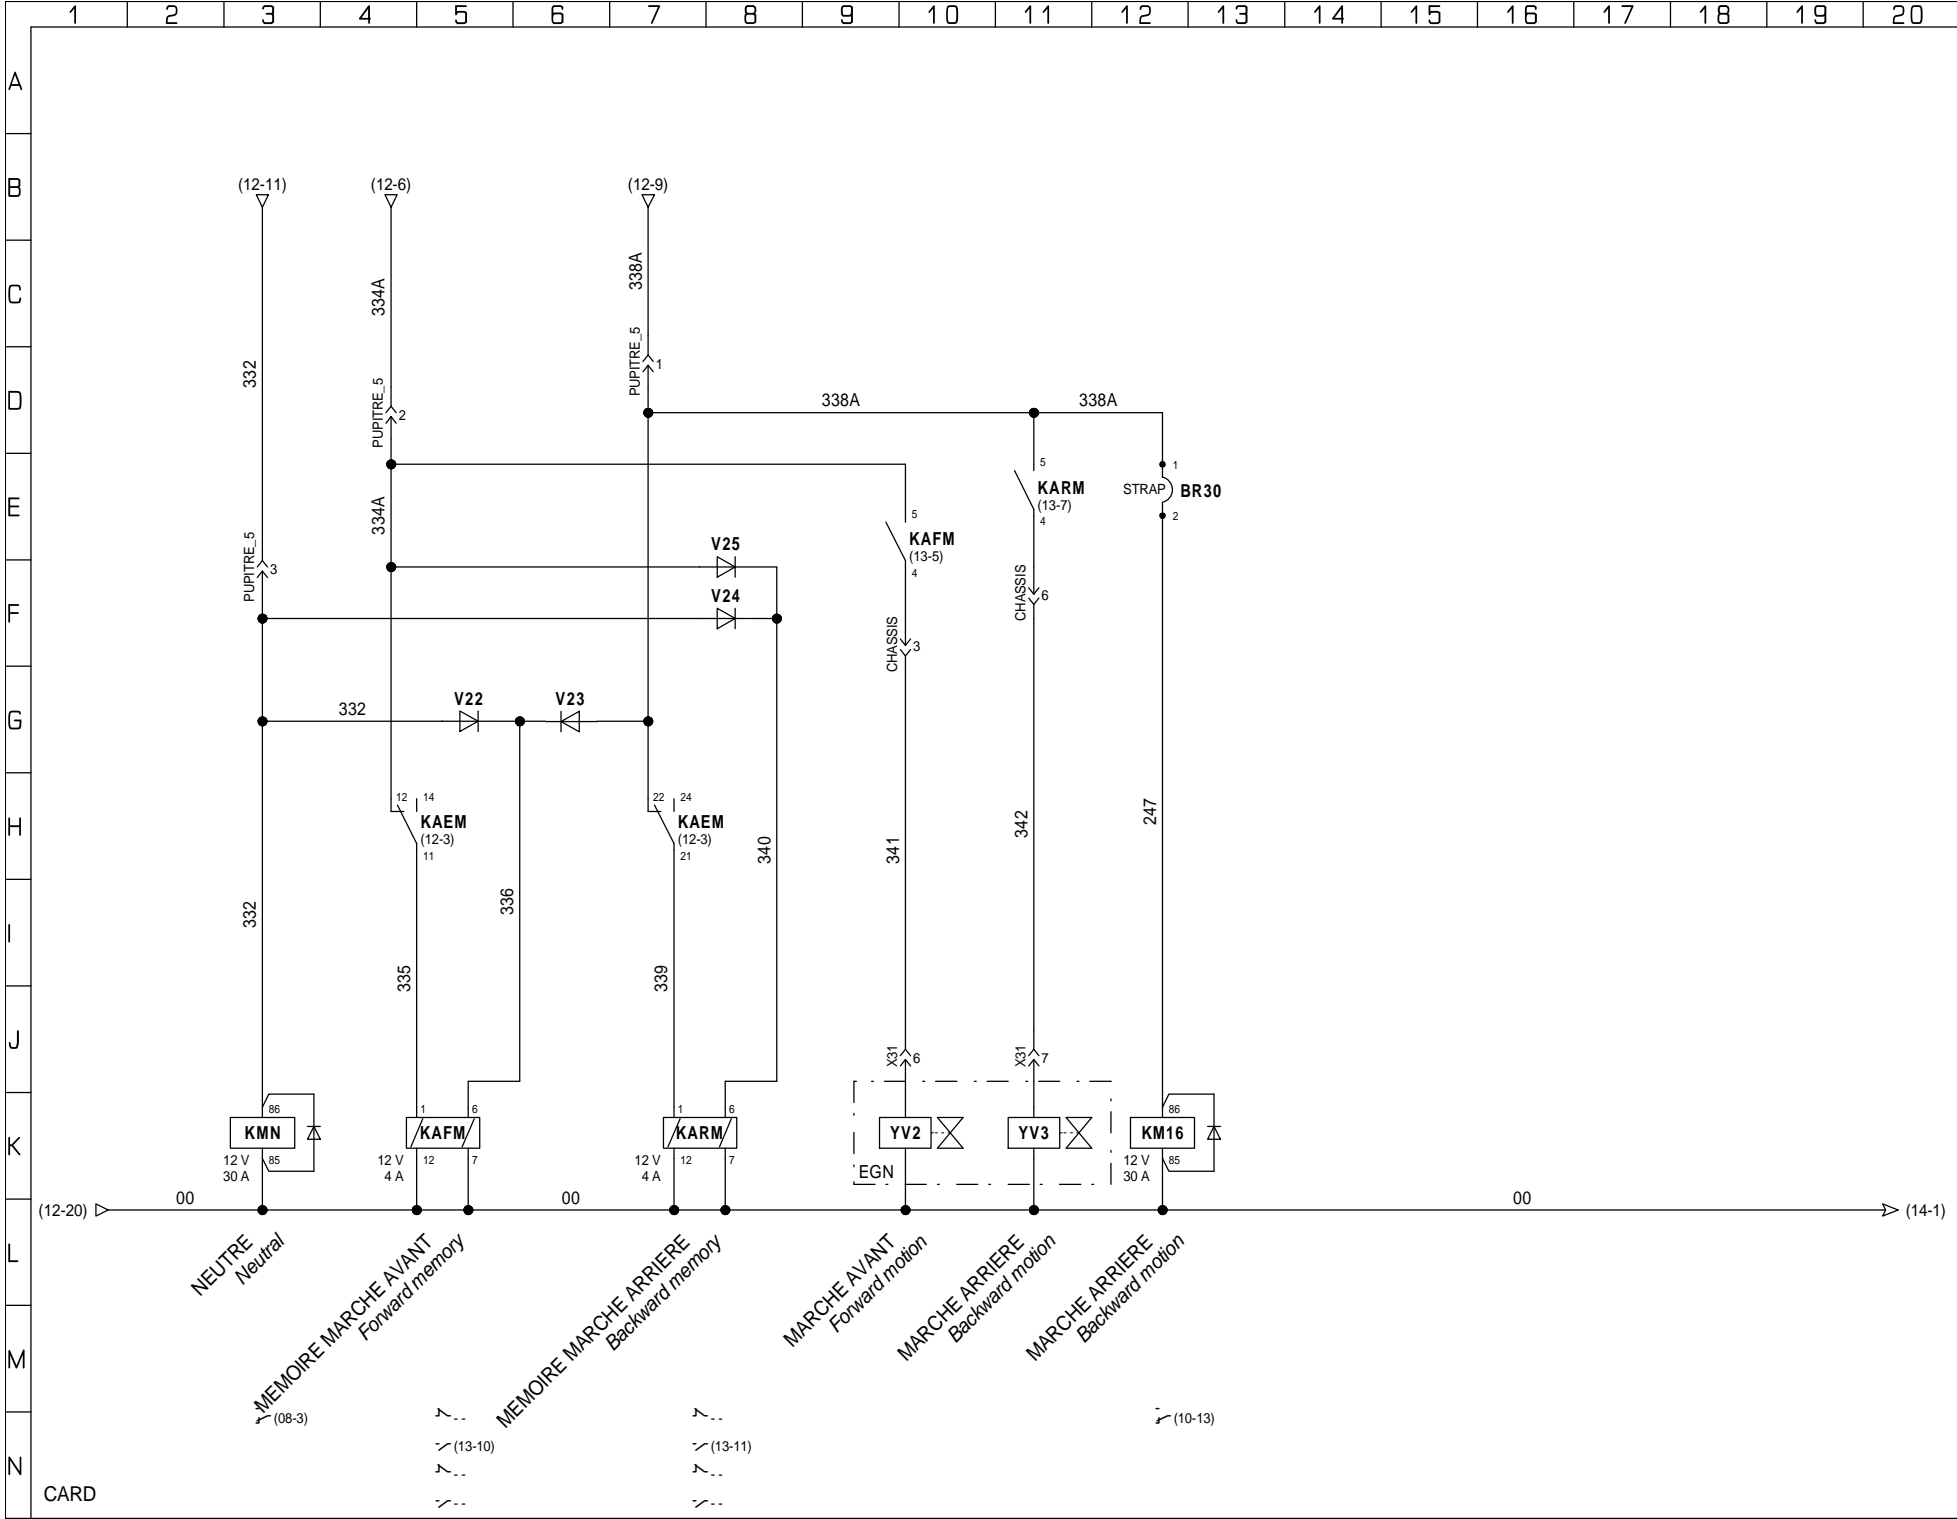 1 2 3 4 5 6 7 8 9 10 11 12 13 14 15 16 17 18 19 20
A
B
C
D
E
F
G
H
I
J
K
L
M
N
(12-11) (12-6) (12-9)
338A
334A
PUPITRE_5 1
332
338A 338A
PUPITRE_5 2
5 1
KARM STRAP BR30
(13-7)
4 2
334A
5
KAFM
(13-5)
4
V25
PUPITRE_5 3
CHASSIS 6
V24
CHASSIS 3
V22 V23
332
12 14 22 24
KAEM KAEM
(12-3) (12-3)
11 21
247
342
341
340
336
332
335
339
X31 6 X31 7
86 1 6 1 6 86
KMN KAFM KARM YV2 YV3 KM16
85 12 7 12 7 85
12 V 12 V 12 V 12 V
30 A 4 A 4 A 30 A
EGN
(12-20) 00 00 00 (14-1)
NEUTRE
Neutral
MEMOIRE MARCHE AVANT
Forward memory
MEMOIRE MARCHE ARRIERE
Backward memory
MARCHE AVANT
Forward motion
MARCHE ARRIERE
Backward motion
MARCHE ARRIERE
Backward motion
(08-3) (10-13)
(13-10) (13-11)
CARD